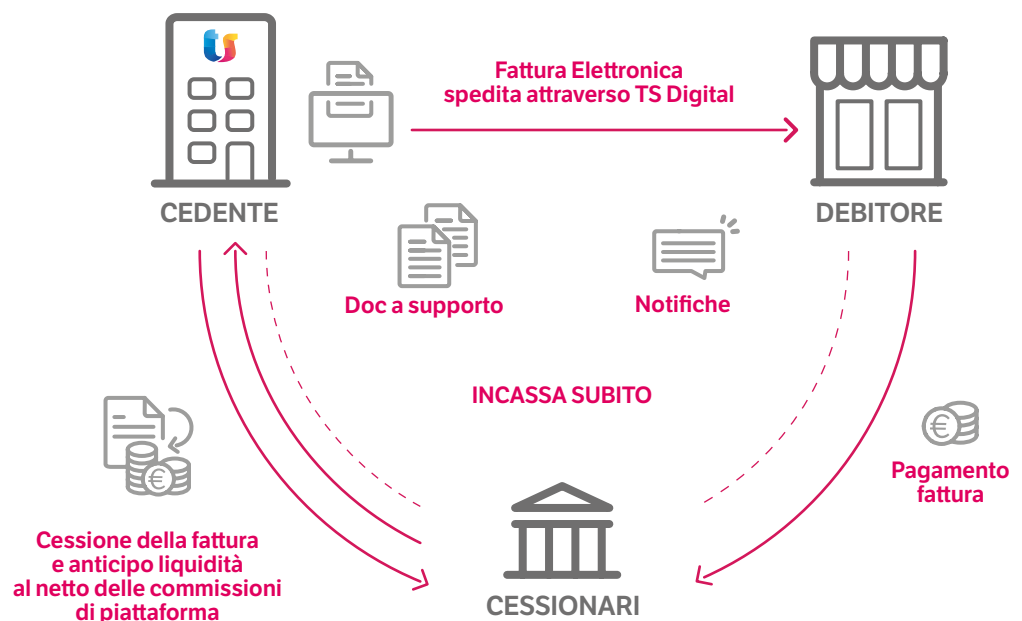 Fattura Elettronica
spedita attraverso TS Digital
CEDENTE
DEBITORE
Doc a supporto
Notifiche
INCASSA SUBITO
Pagamento
fattura
Cessione della fattura
e anticipo liquidità
al netto delle commissioni
di piattaforma
CESSIONARI